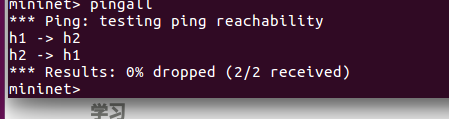 mininet> pingall
*** Ping: testing ping reachability
h1 -> h2
h2 -> h1
*** Results: 0% dropped (2/2 received)
mininet>
学习